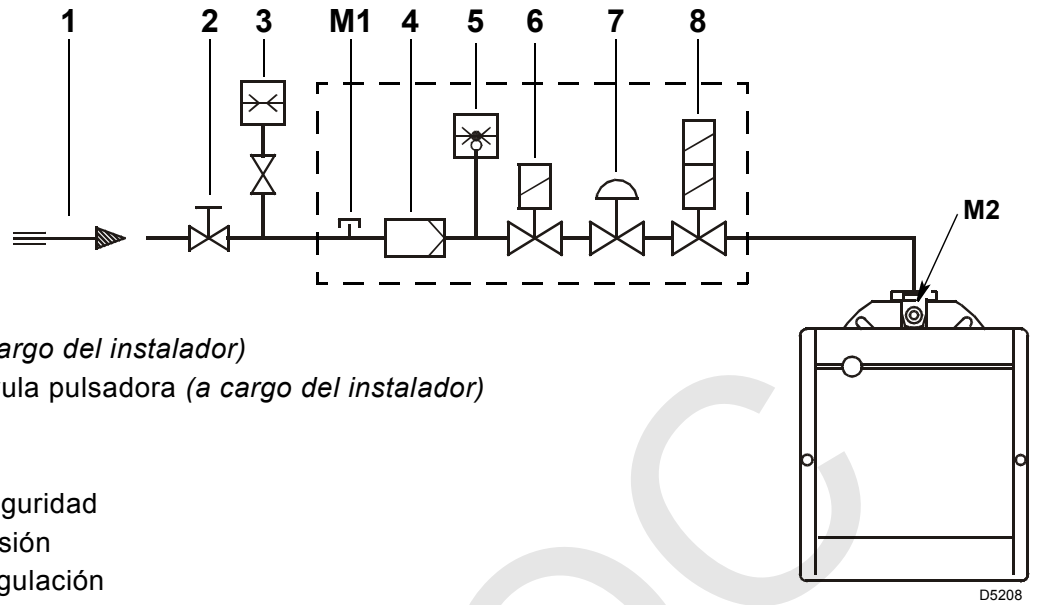 1 2 3 M1 4 5 6 7 8
M2
cargo del instalador)
ula pulsadora (a cargo del instalador)
guridad
sión
gulación
D5208